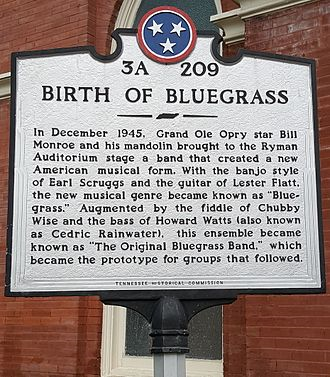 3A 209
BIRTH OF BLUEGRASS
In December 1945, Grand Ole Opry star Bill
Monroe and his mandolin brought to the Ryman
Auditorium stage a band that created a new
American musical form. With the banjo style
of Earl Scruggs and the guitar of Lester Flatt,
the new musical genre became known as "Blue-
grass." Augmented by the fiddle of Chubby
Wise and the bass of Howard Watts (also known
as Cedric Rainwater), this ensemble became
known as "The Original Bluegrass Band," which
became the prototype for groups that followed.
TENNESSEE HISTORICAL COMMISSION